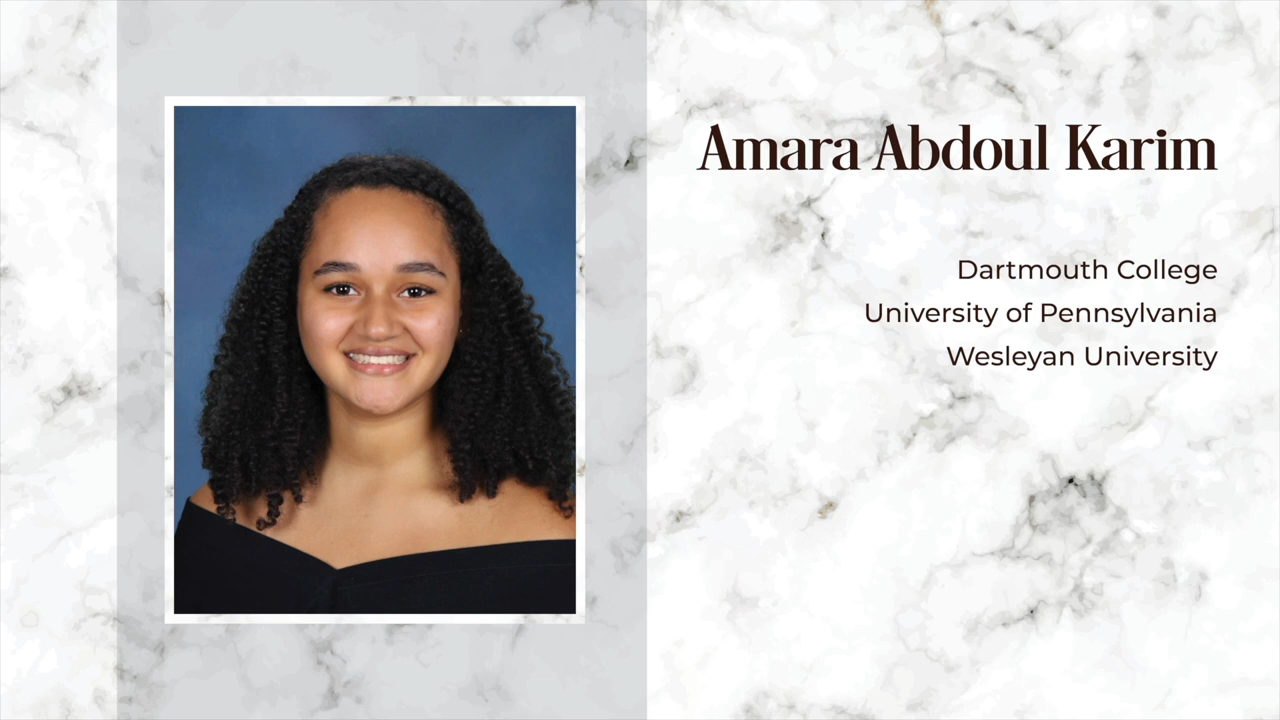 Amara Abdoul Karim
Dartmouth College
University of Pennsylvania
Wesleyan University